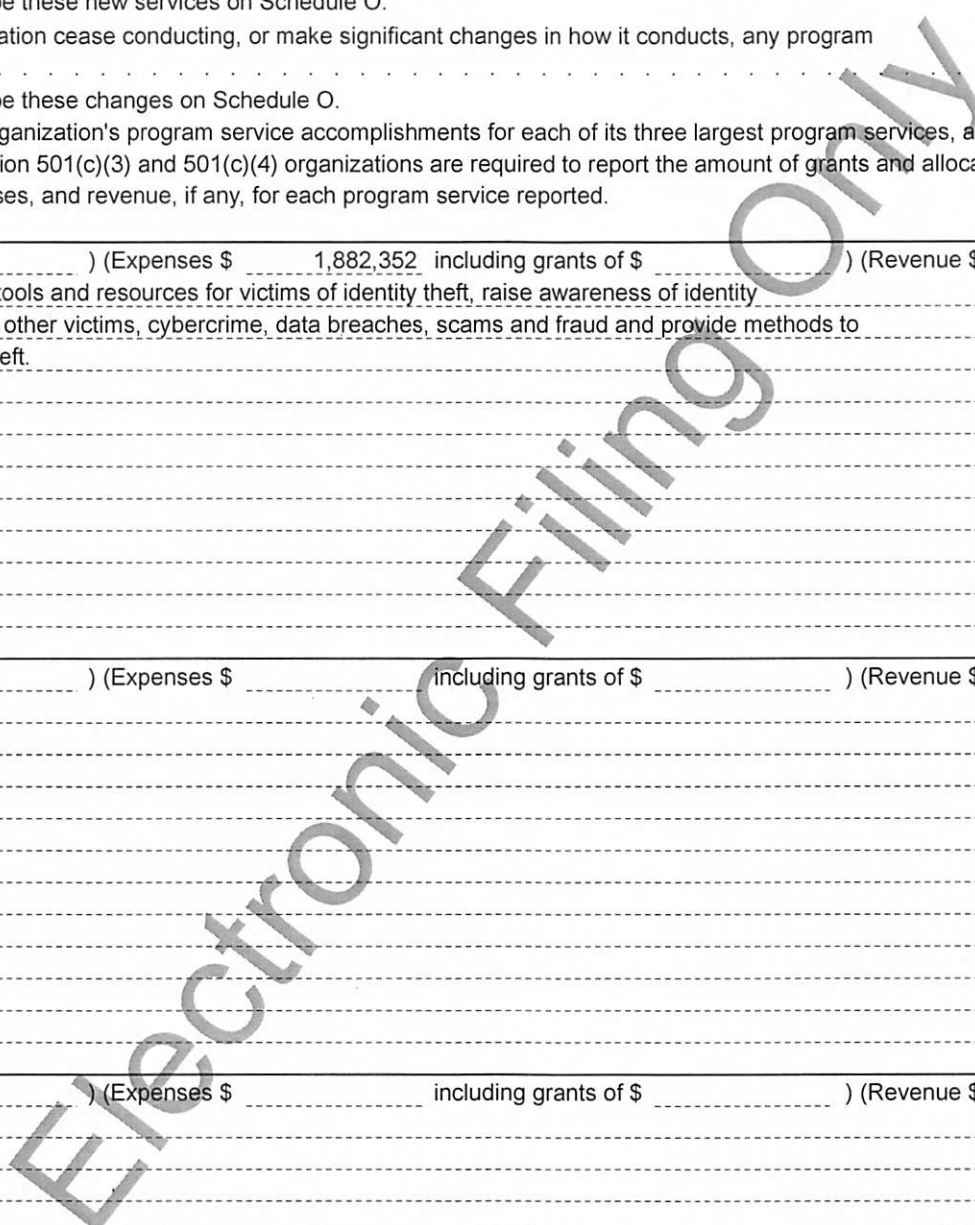 be these new services on Schedule O.
ation cease conducting, or make significant changes in how it conducts, any program
. . . . . . . . . . . . . . . . . . . . . . . . . . . . . . . . .
be these changes on Schedule O.
ganization's program service accomplishments for each of its three largest program services, a
ion 501(c)(3) and 501(c)(4) organizations are required to report the amount of grants and alloca
ses, and revenue, if any, for each program service reported.
) (Expenses $ 1,882,352 including grants of $ ) (Revenue $
tools and resources for victims of identity theft, raise awareness of identity
other victims, cybercrime, data breaches, scams and fraud and provide methods to
eft.
) (Expenses $ including grants of $ ) (Revenue $
) (Expenses $ including grants of $ ) (Revenue $
Electronic Filing Only